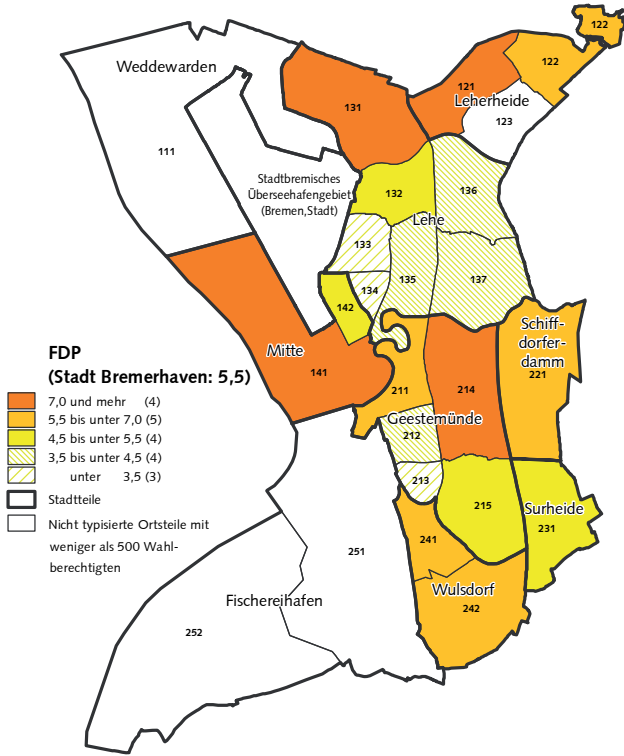 122
122
Weddewarden
121
Leherheide
131
123
111
136
Stadtbremisches
Überseehafengebiet
(Bremen,Stadt)
132
Lehe
133
134
135
137
142
Mitte
141
Schiff-
dorfer-
damm
221
211
214
Geestemünde
212
213
215
Surheide
231
241
251
Wulsdorf
242
Fischereihafen
252
FDP
(Stadt Bremerhaven: 5,5)
7,0 und mehr (4)
5,5 bis unter 7,0 (5)
4,5 bis unter 5,5 (4)
3,5 bis unter 4,5 (4)
unter 3,5 (3)
Stadtteile
Nicht typisierte Ortsteile mit
weniger als 500 Wahl-
berechtigten